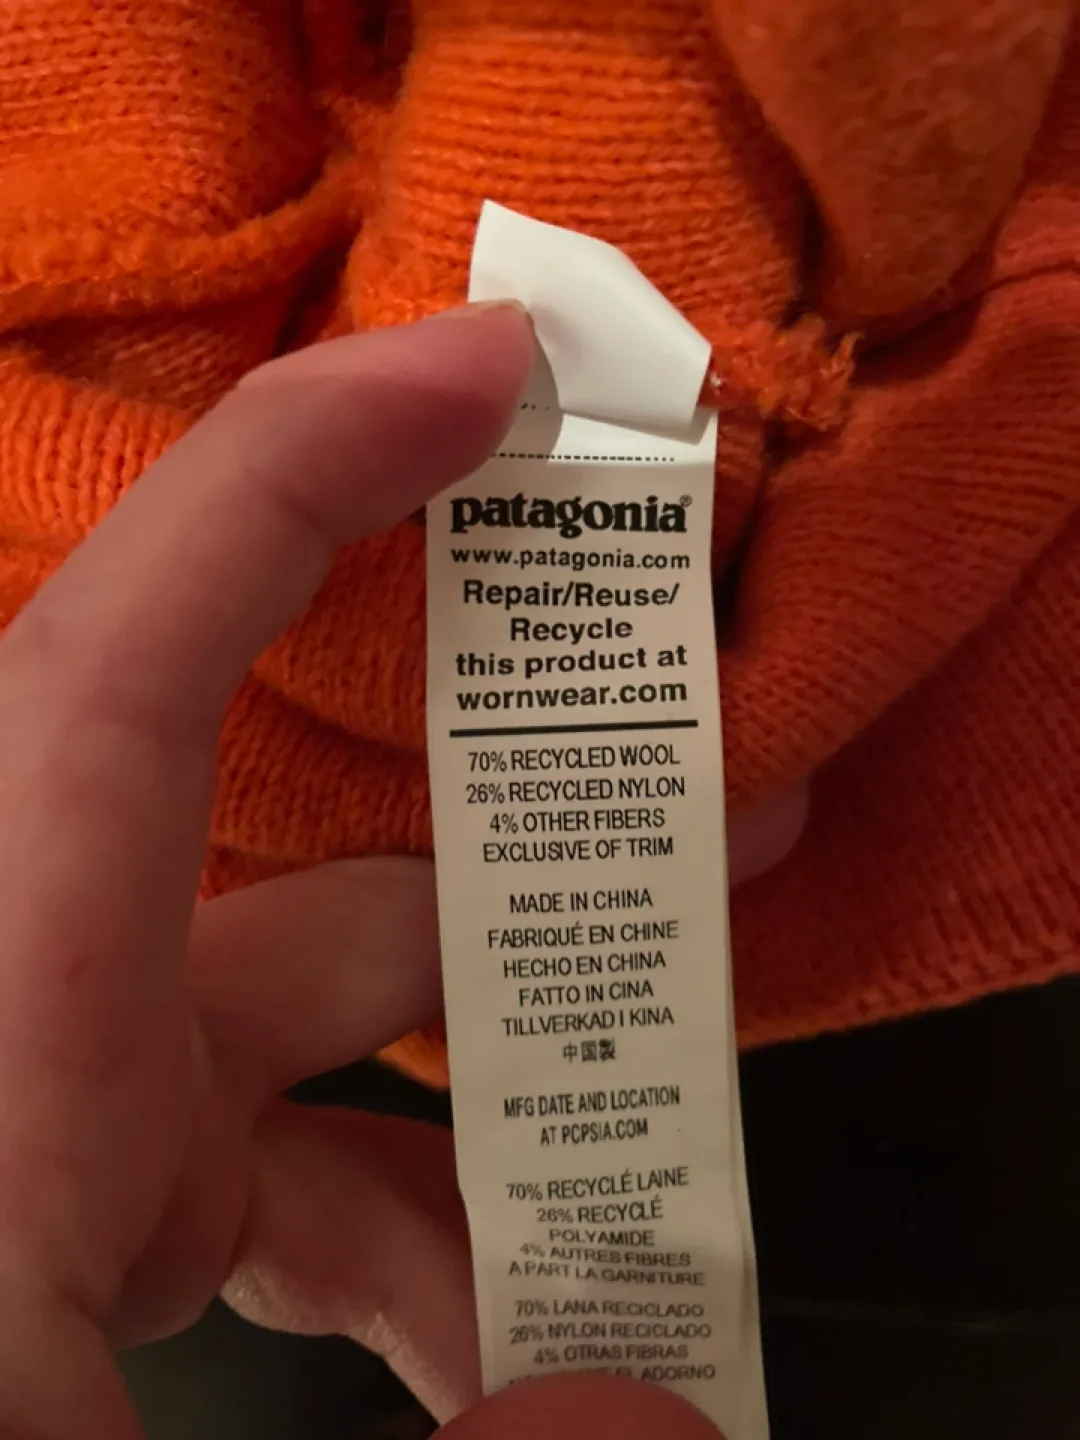 patagonia®
www.patagonia.com
Repair/Reuse/
Recycle
this product at
wornwear.com
70% RECYCLED WOOL
26% RECYCLED NYLON
4% OTHER FIBERS
EXCLUSIVE OF TRIM
MADE IN CHINA
FABRIQUÉ EN CHINE
HECHO EN CHINA
FATTO IN CINA
TILLVERKAD I KINA
中国製
MFG DATE AND LOCATION
AT PCPSIA.COM
70% RECYCLÉ LAINE
26% RECYCLÉ
POLYAMIDE
4% AUTRES FIBRES
A PART LA GARNITURE
70% LANA RECICLADO
26% NYLON RECICLADO
4% OTRAS FIBRAS
EL ADORNO